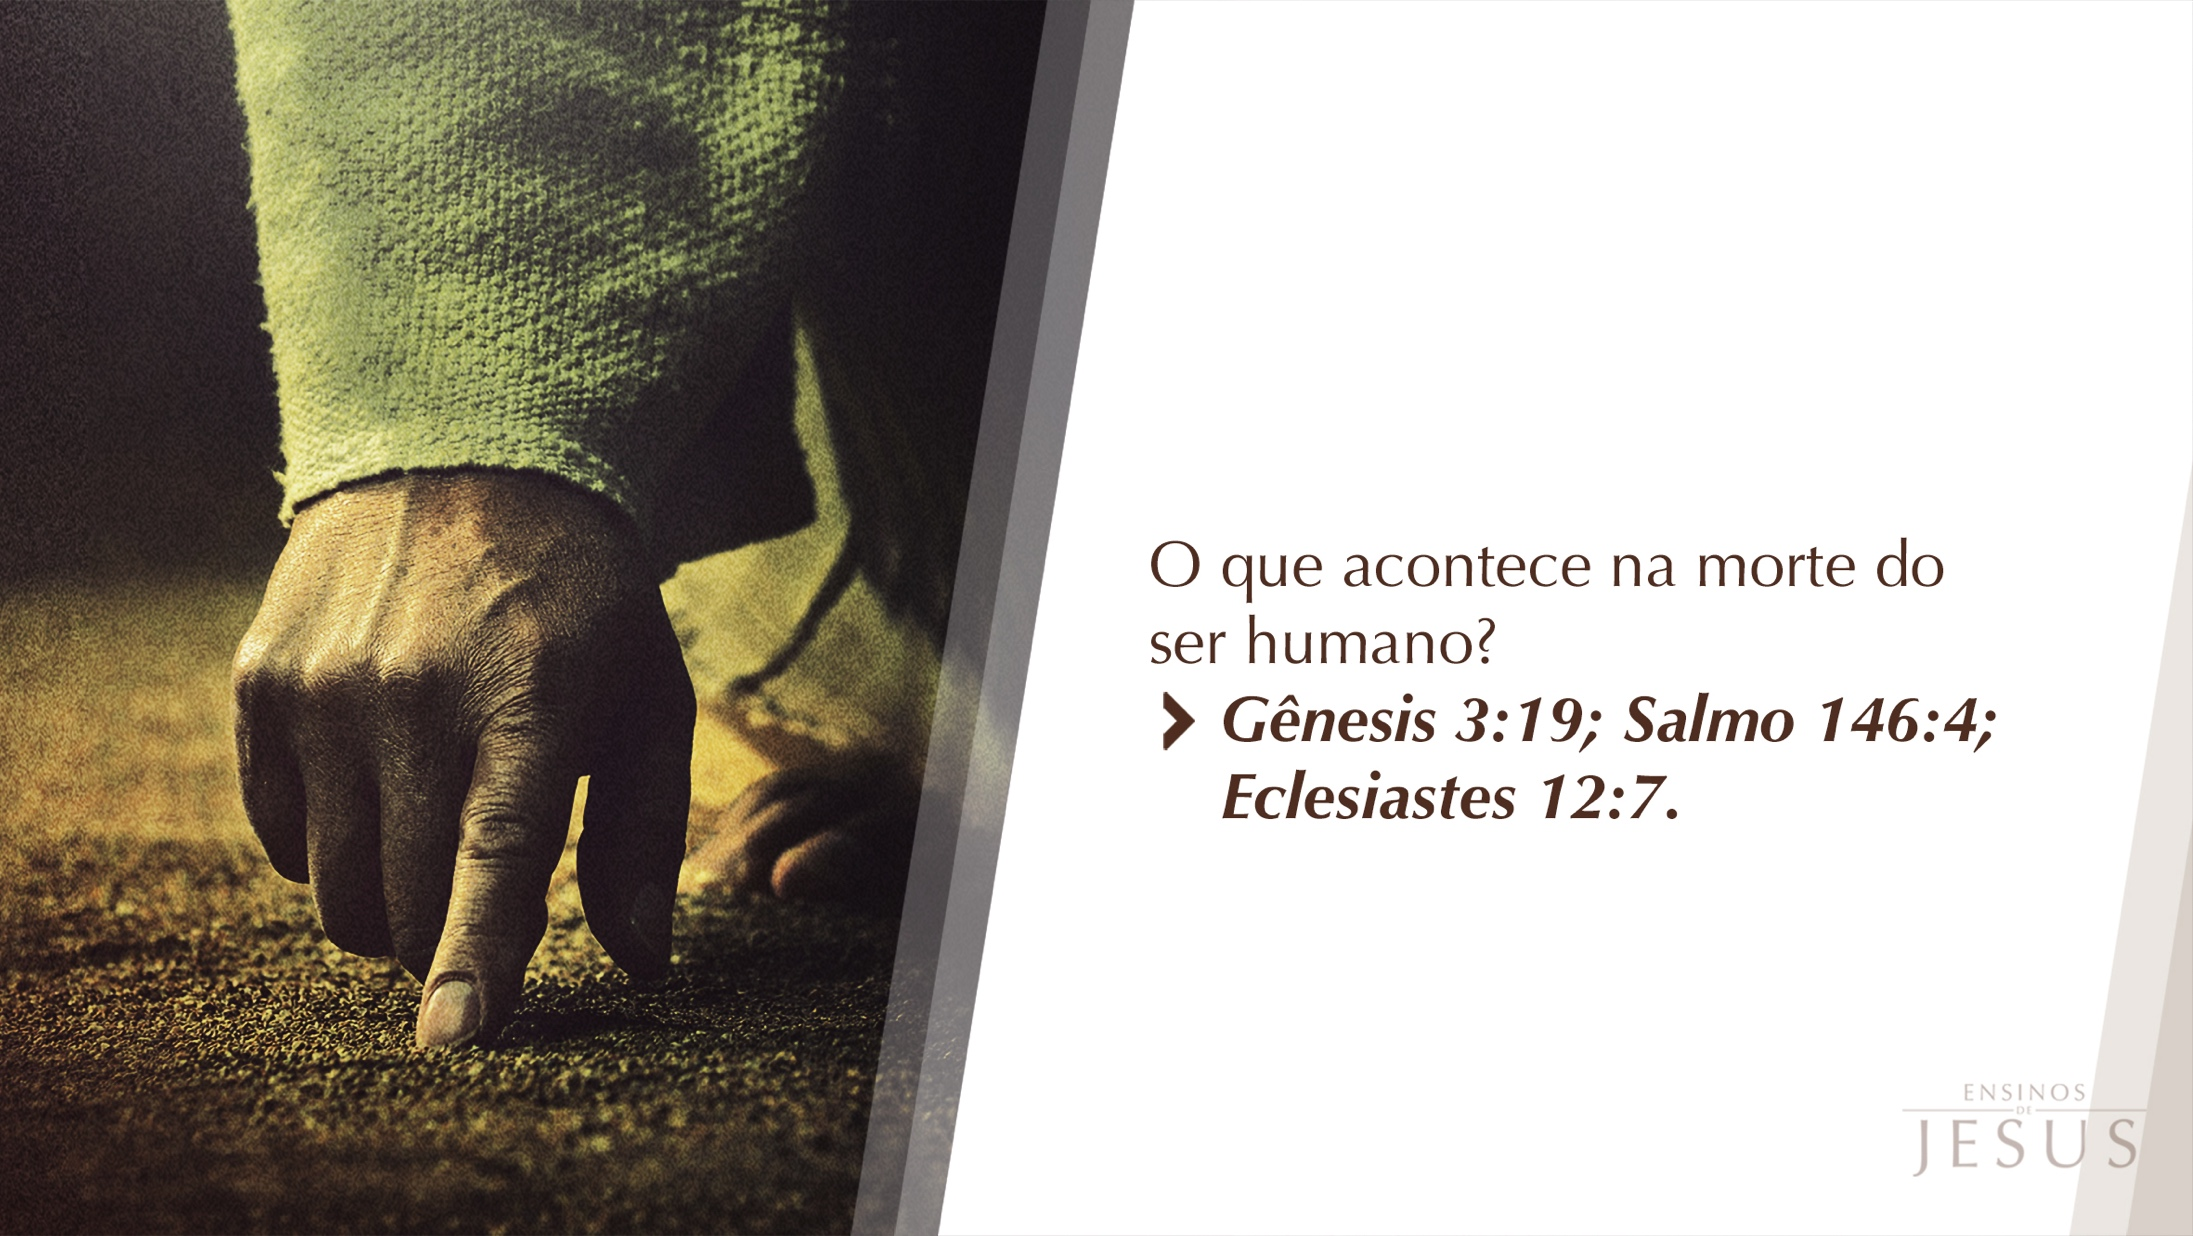 O que acontece na morte do
ser humano?
Gênesis 3:19; Salmo 146:4;
Eclesiastes 12:7.
ENSINOS
DE
JESUS